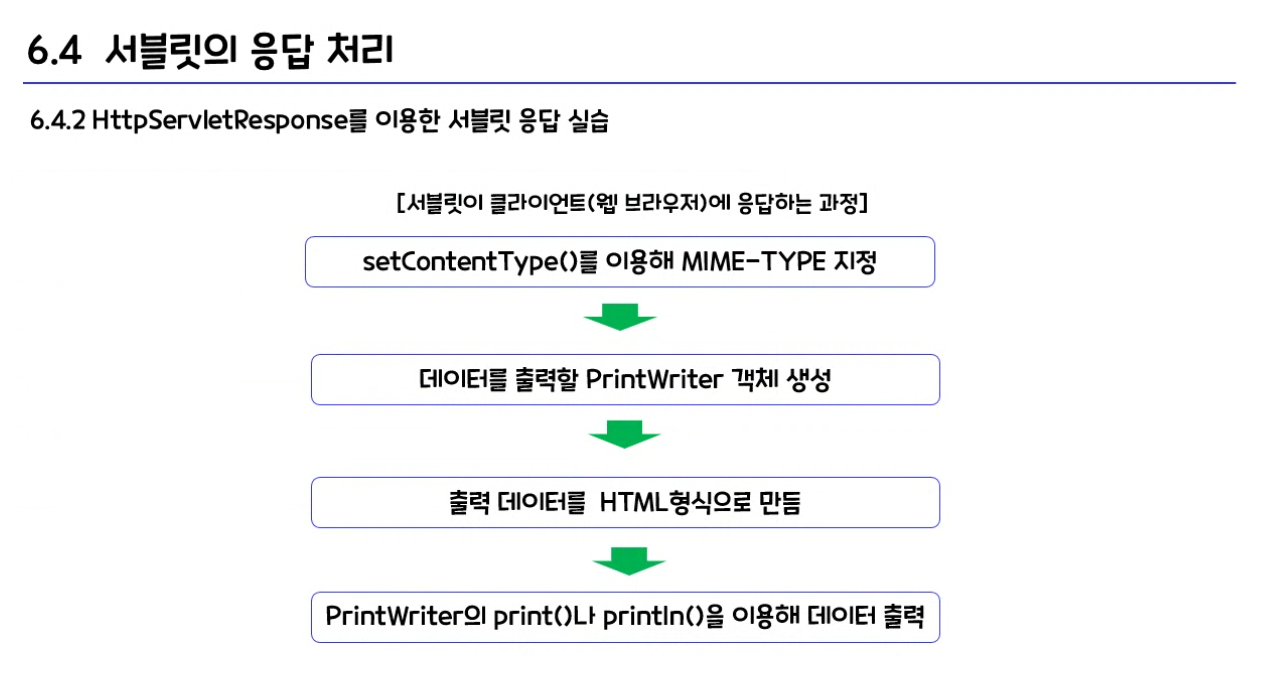 6.4 서블릿의 응답 처리
6.4.2 HttpServletResponse를 이용한 서블릿 응답 실습
[서블릿이 클라이언트(웹 브라우저)에 응답하는 과정]
setContentType()를 이용해 MIME-TYPE 지정
데이터를 출력할 PrintWriter 객체 생성
출력 데이터를 HTML형식으로 만듬
PrintWriter의 print()나 println()을 이용해 데이터 출력